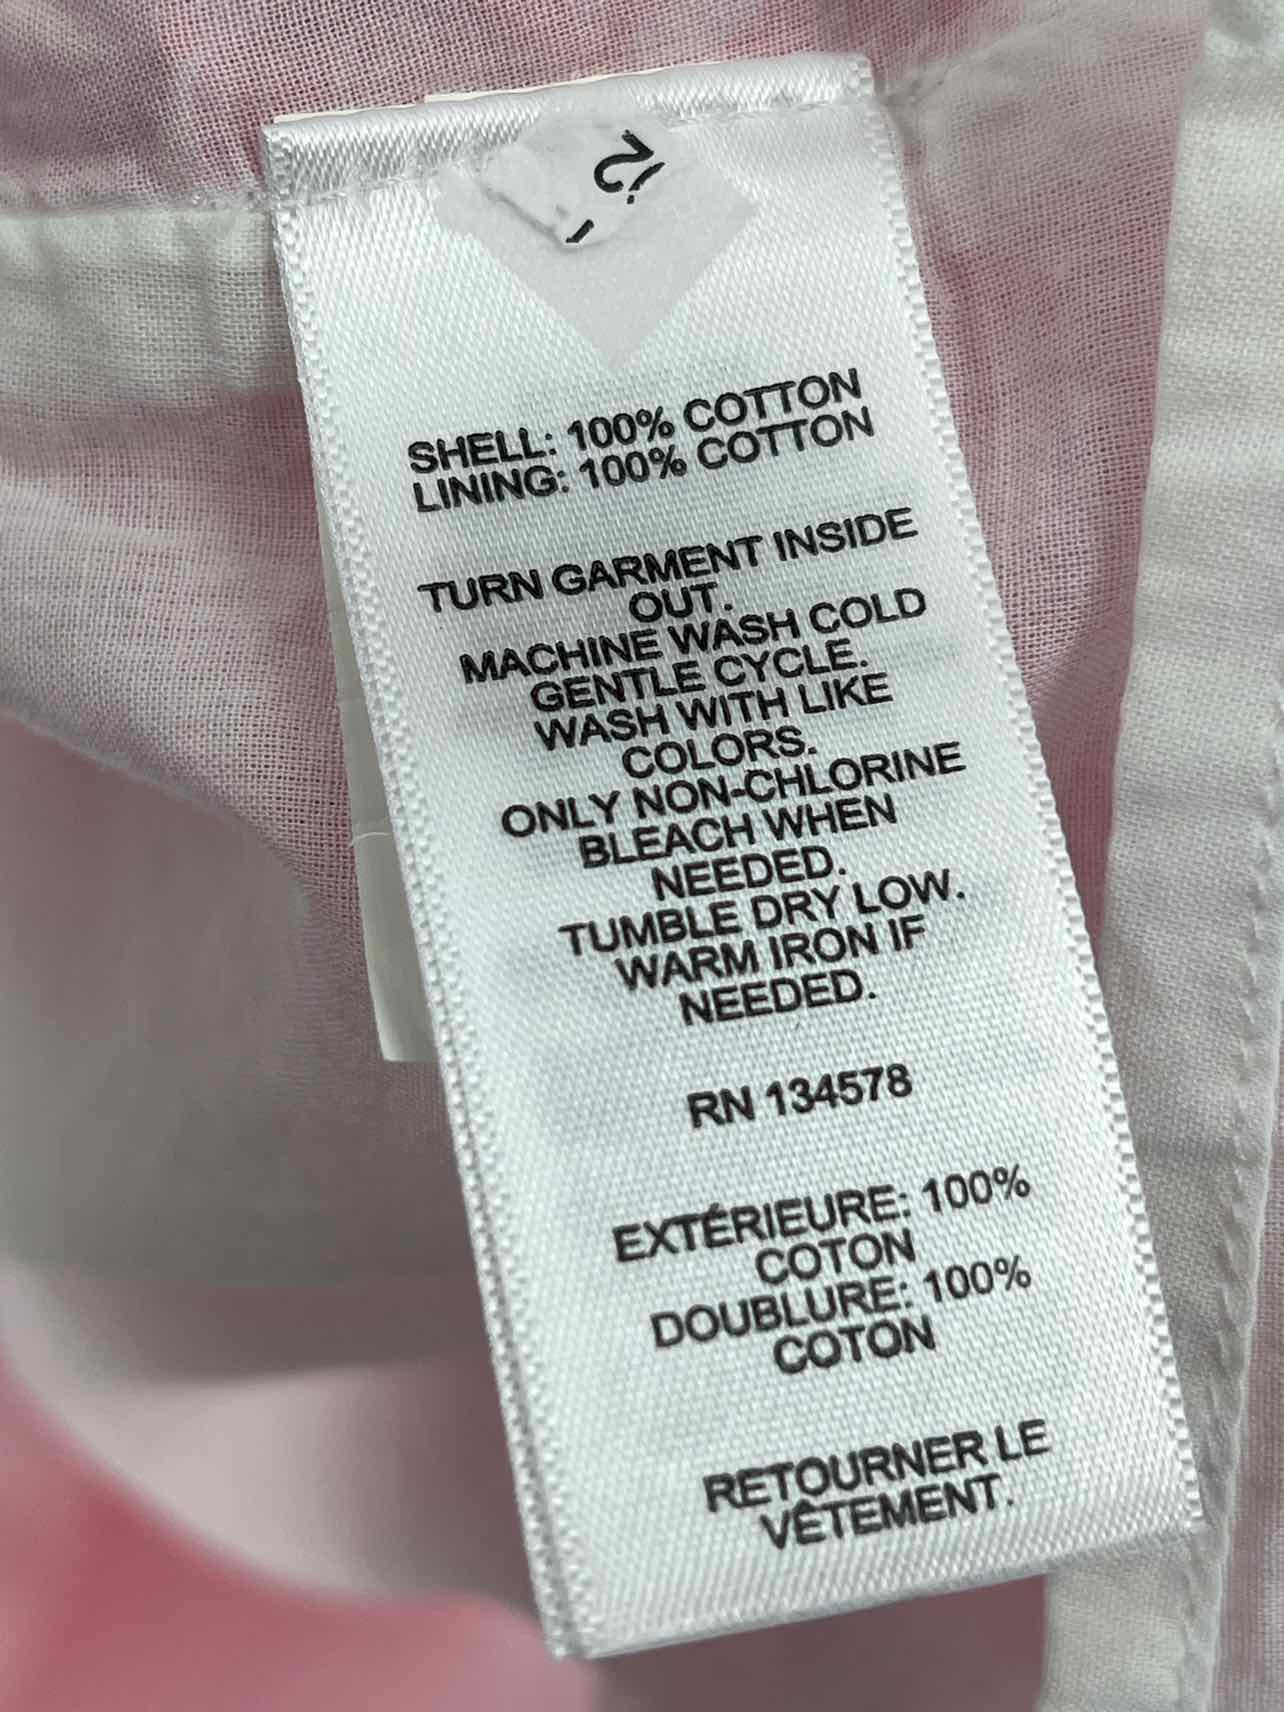 SHELL: 100% COTTON
LINING: 100% COTTON
TURN GARMENT INSIDE
OUT.
MACHINE WASH COLD
GENTLE CYCLE.
WASH WITH LIKE
COLORS.
ONLY NON-CHLORINE
BLEACH WHEN
NEEDED.
TUMBLE DRY LOW.
WARM IRON IF
NEEDED.
RN 134578
EXTÉRIEURE: 100%
COTON
DOUBLURE: 100%
COTON
RETOURNER LE
VÊTEMENT.